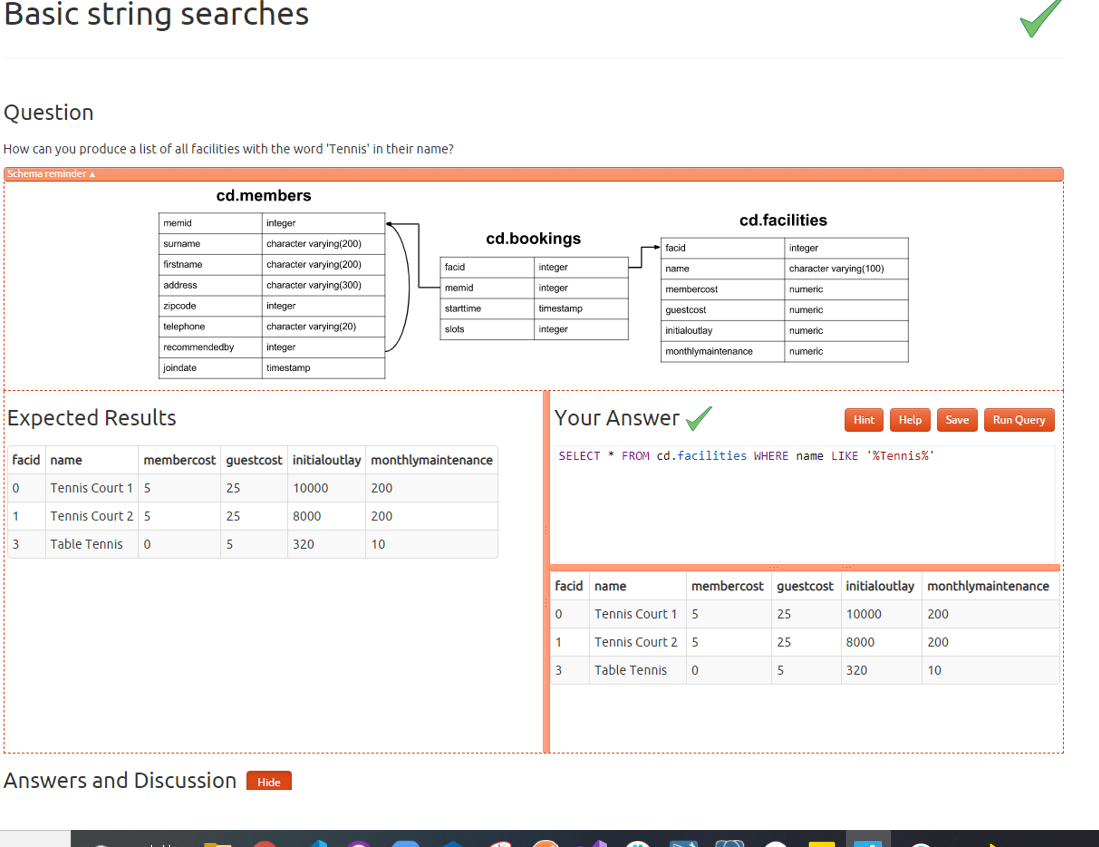 Basic string searches
Question
How can you produce a list of all facilities with the word 'Tennis' in their name?
Schema reminder ▲
cd.members
memid integer
surname character varying(200)
firstname character varying(200)
address character varying(300)
zipcode integer
telephone character varying(20)
recommendedby integer
joindate timestamp
cd.bookings
facid integer
memid integer
starttime timestamp
slots integer
cd.facilities
facid integer
name character varying(100)
membercost numeric
guestcost numeric
initialoutlay numeric
monthlymaintenance numeric
Expected Results
facid name membercost guestcost initialoutlay monthlymaintenance
0 Tennis Court 1 5 25 10000 200
1 Tennis Court 2 5 25 8000 200
3 Table Tennis 0 5 320 10
Your Answer
Hint Help Save Run Query
SELECT * FROM cd.facilities WHERE name LIKE '%Tennis%'
facid name membercost guestcost initialoutlay monthlymaintenance
0 Tennis Court 1 5 25 10000 200
1 Tennis Court 2 5 25 8000 200
3 Table Tennis 0 5 320 10
Answers and Discussion Hide